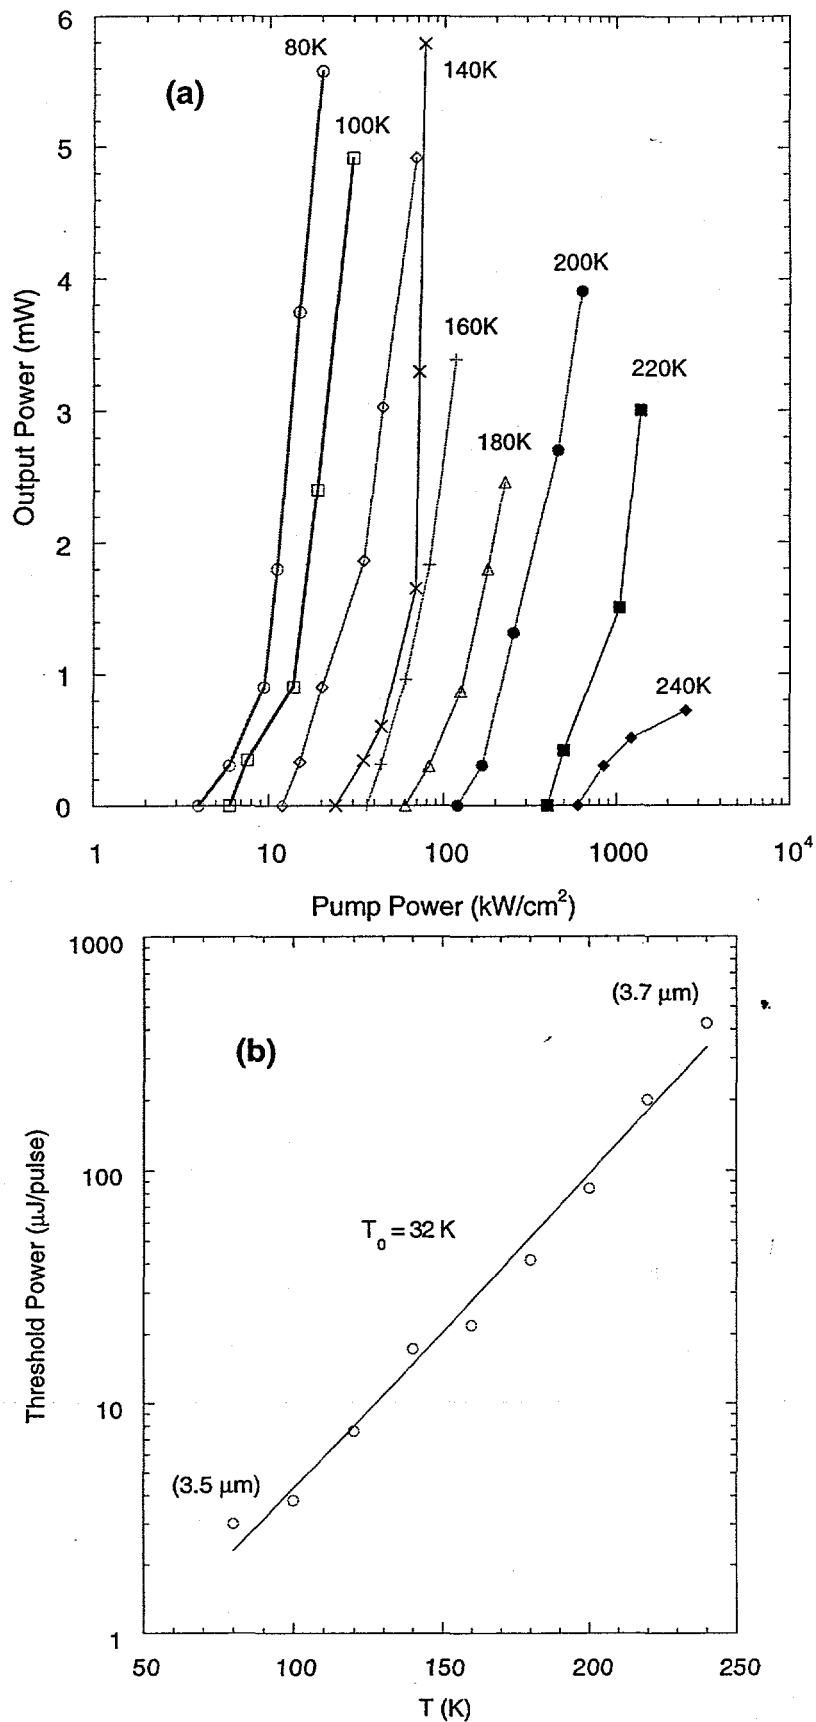 6
80K
140K
(a)
100K
5
4
200K
Output Power (mW)
160K
220K
3
180K
2
1
240K
0
1 10 100 1000 10⁴
Pump Power (kW/cm²)
1000
(3.7 μm)
(b)
Threshold Power (μJ/pulse)
100
T₀ = 32 K
10
(3.5 μm)
1
50 100 150 200 250
T (K)